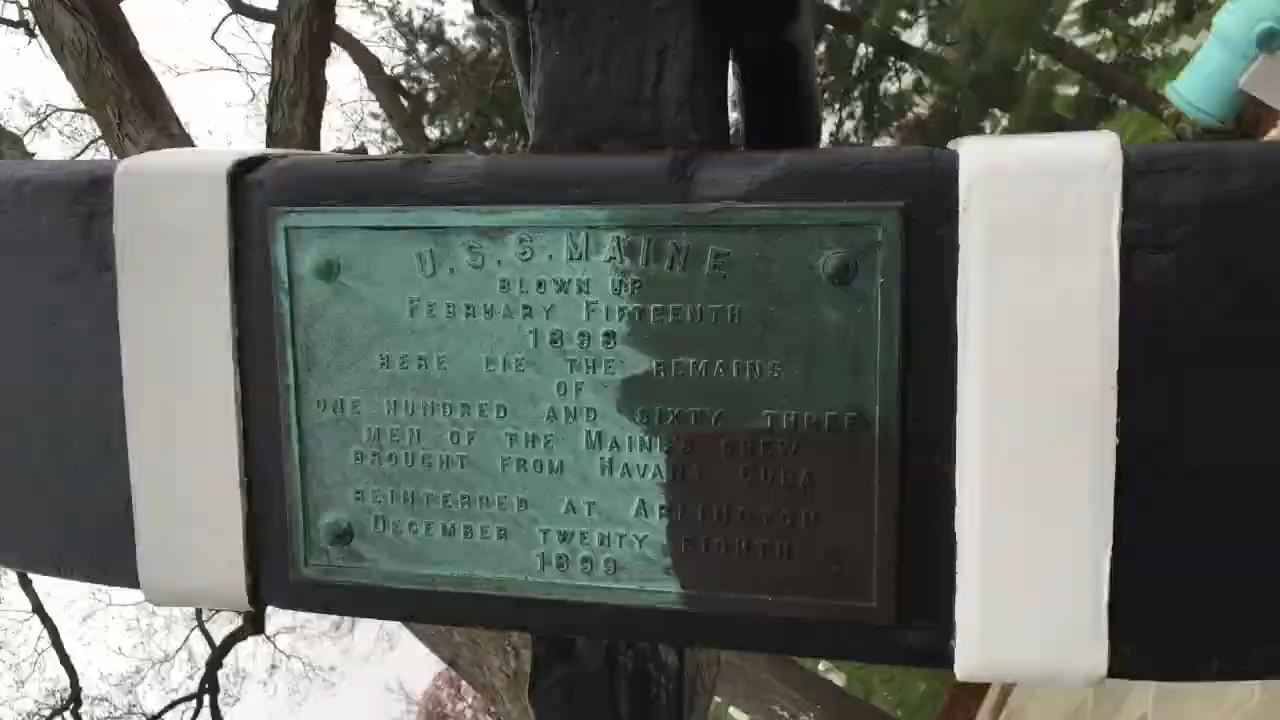 U.S.S. MAINE
BLOWN UP
FEBRUARY FIFTEENTH
1898
HERE LIE THE REMAINS
OF
ONE HUNDRED AND SIXTY THREE
MEN OF THE MAINE'S CREW
BROUGHT FROM HAVANA CUBA
REINTERRED AT ARLINGTON
DECEMBER TWENTY EIGHTH
1899